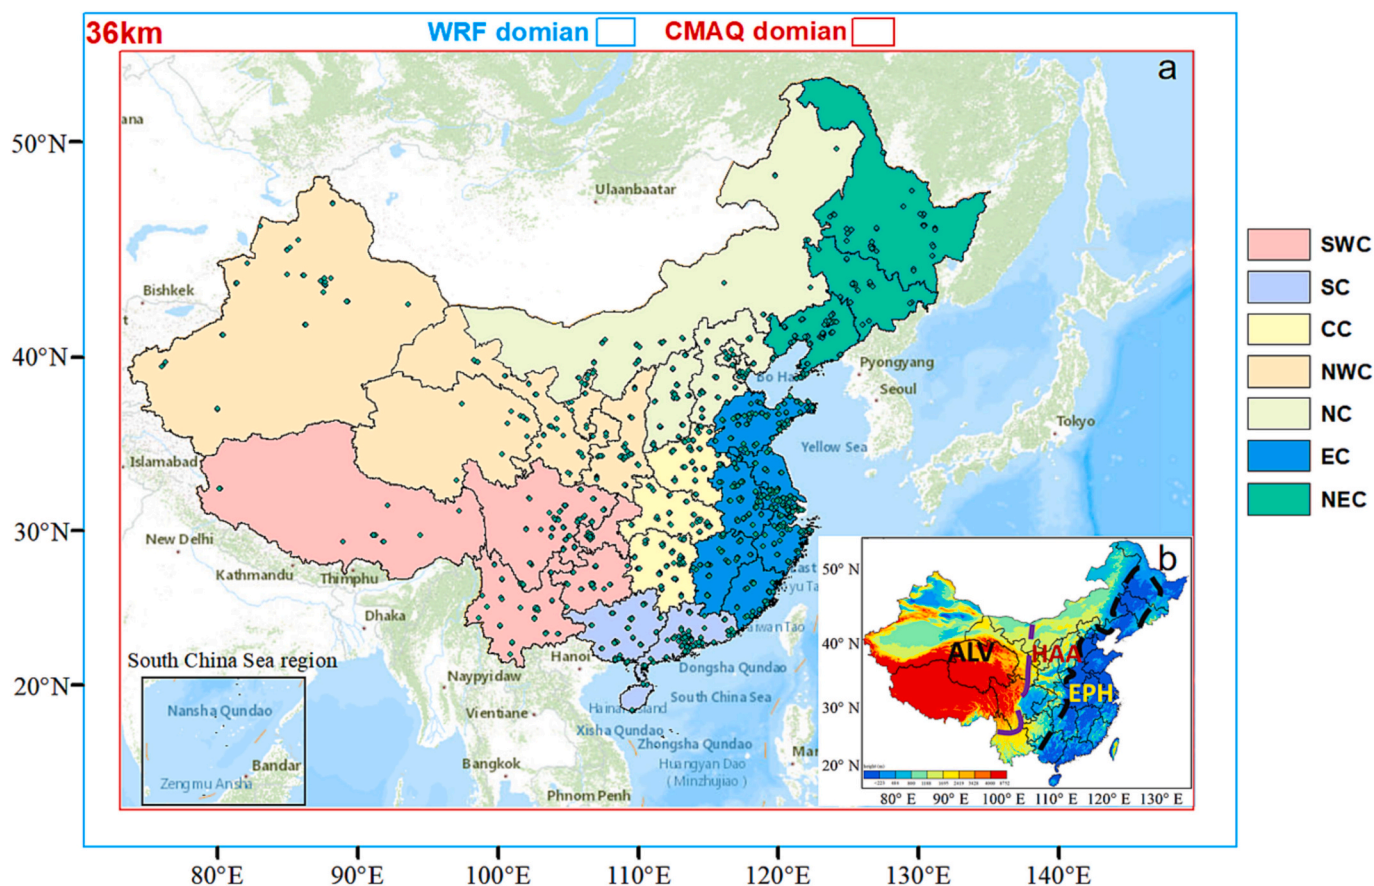 36km
WRF domian
CMAQ domian
a
ana
50°N
Ulaanbaatar
Bishkek
t
40°N
Pyongyang
Bo Hai
Seoul
Tokyo
Yellow Sea
Islamabad
30°N
New Delhi
Kathmandu
Thimphu
Dhaka
South China Sea region
Hanoi
Dongsha Qundao
20°N
Naypyidaw
Nansha Qundao
South China Sea
Hainan Island
Vientiane
Xisha Qundao
Zhongsha Qundao
Bandar
Bangkok
Huangyan Dao
(Minzhujiao)
Man
Zengmu Ansha
Phnom Penh
SWC
SC
CC
NWC
NC
EC
NEC
b
50° N
40° N
ALV
HAA
EPH
30° N
20° N
80° E
90° E
100° E
110° E
120° E
130° E
80°E
90°E
100°E
110°E
120°E
130°E
140°E